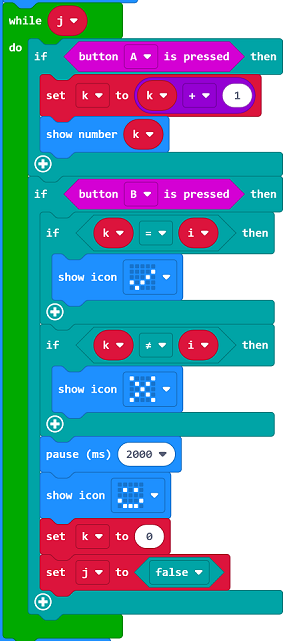 while j
do
if button A is pressed then
set k to k + 1
show number k
if button B is pressed then
if k = i then
show icon
if k ≠ i then
show icon
pause (ms) 2000
show icon
set k to 0
set j to false